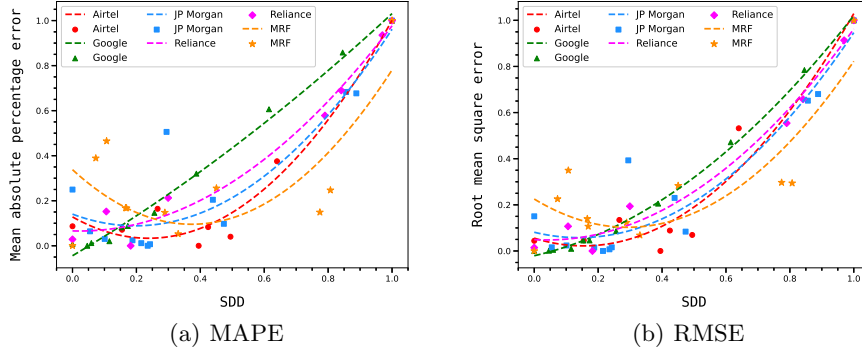 Mean absolute percentage error
1.0
0.8
0.6
0.4
0.2
0.0
Airtel JP Morgan Reliance
Airtel JP Morgan MRF
Google Reliance MRF
Google
0.0 0.2 0.4 0.6 0.8 1.0
SDD
(a) MAPE
Root mean square error
1.0
0.8
0.6
0.4
0.2
0.0
Airtel JP Morgan Reliance
Airtel JP Morgan MRF
Google Reliance MRF
Google
0.0 0.2 0.4 0.6 0.8 1.0
SDD
(b) RMSE